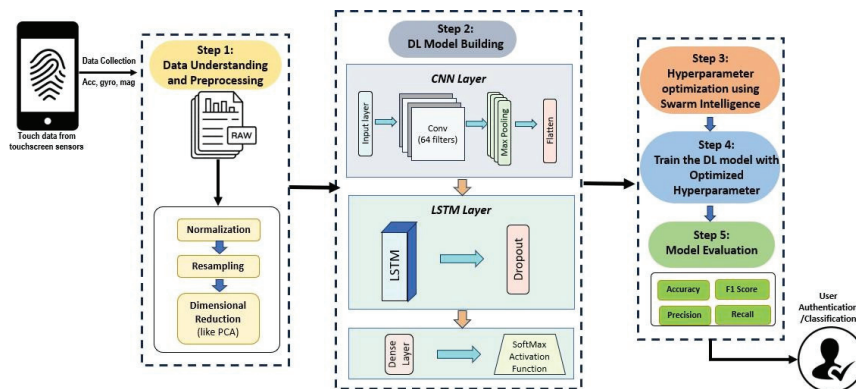 Touch data from
touchscreen sensors
Data Collection
Acc, gyro, mag
Step 1:
Data Understanding
and Preprocessing
RAW
Normalization
Resampling
Dimensional
Reduction
(like PCA)
Step 2:
DL Model Building
CNN Layer
Input layer
Conv
(64 filters)
Max Pooling
Flatten
LSTM Layer
LSTM
Dropout
Dense
Layer
SoftMax
Activation
Function
Step 3:
Hyperparameter
optimization using
Swarm Intelligence
Step 4:
Train the DL model with
Optimized
Hyperparameter
Step 5:
Model Evaluation
Accuracy
F1 Score
Precision
Recall
User
Authentication
/Classification